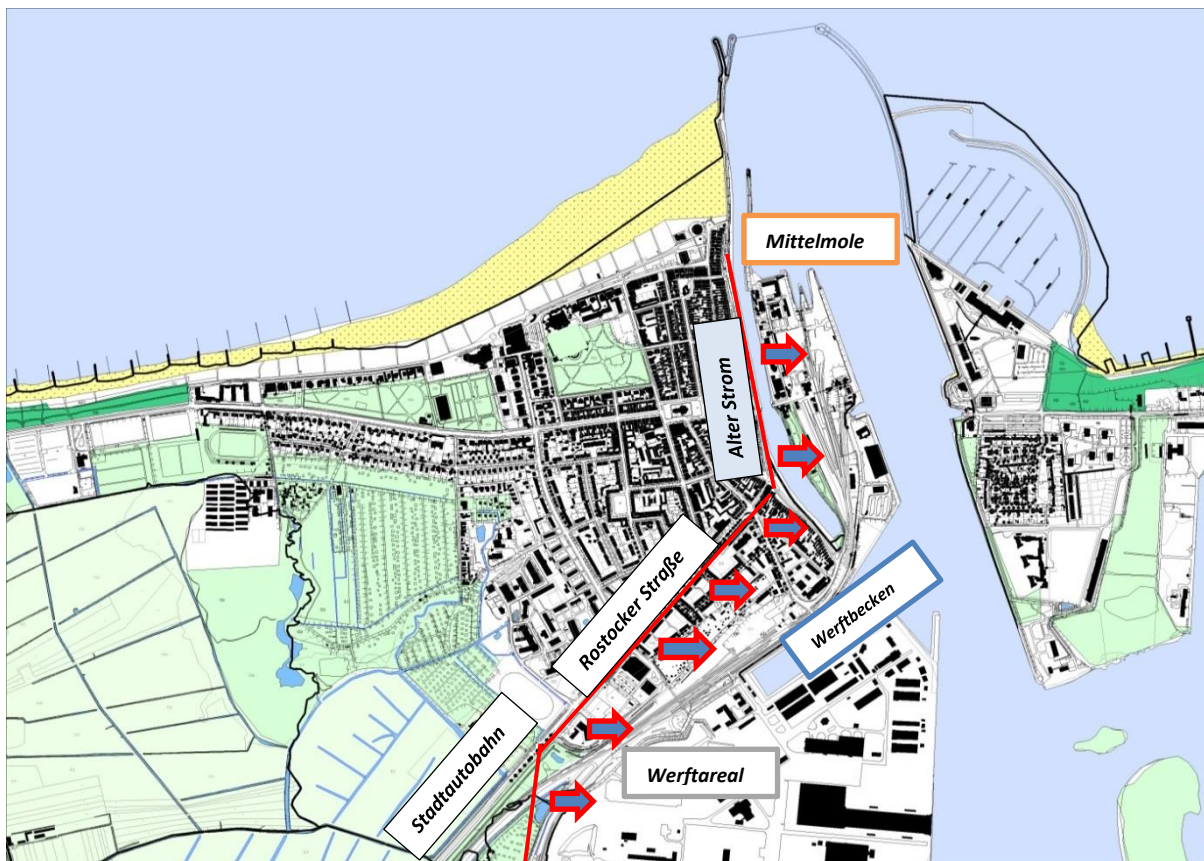 Mittelmole
Alter Strom
Rostocker Straße
Werftbecken
Stadtautobahn
Werftareal